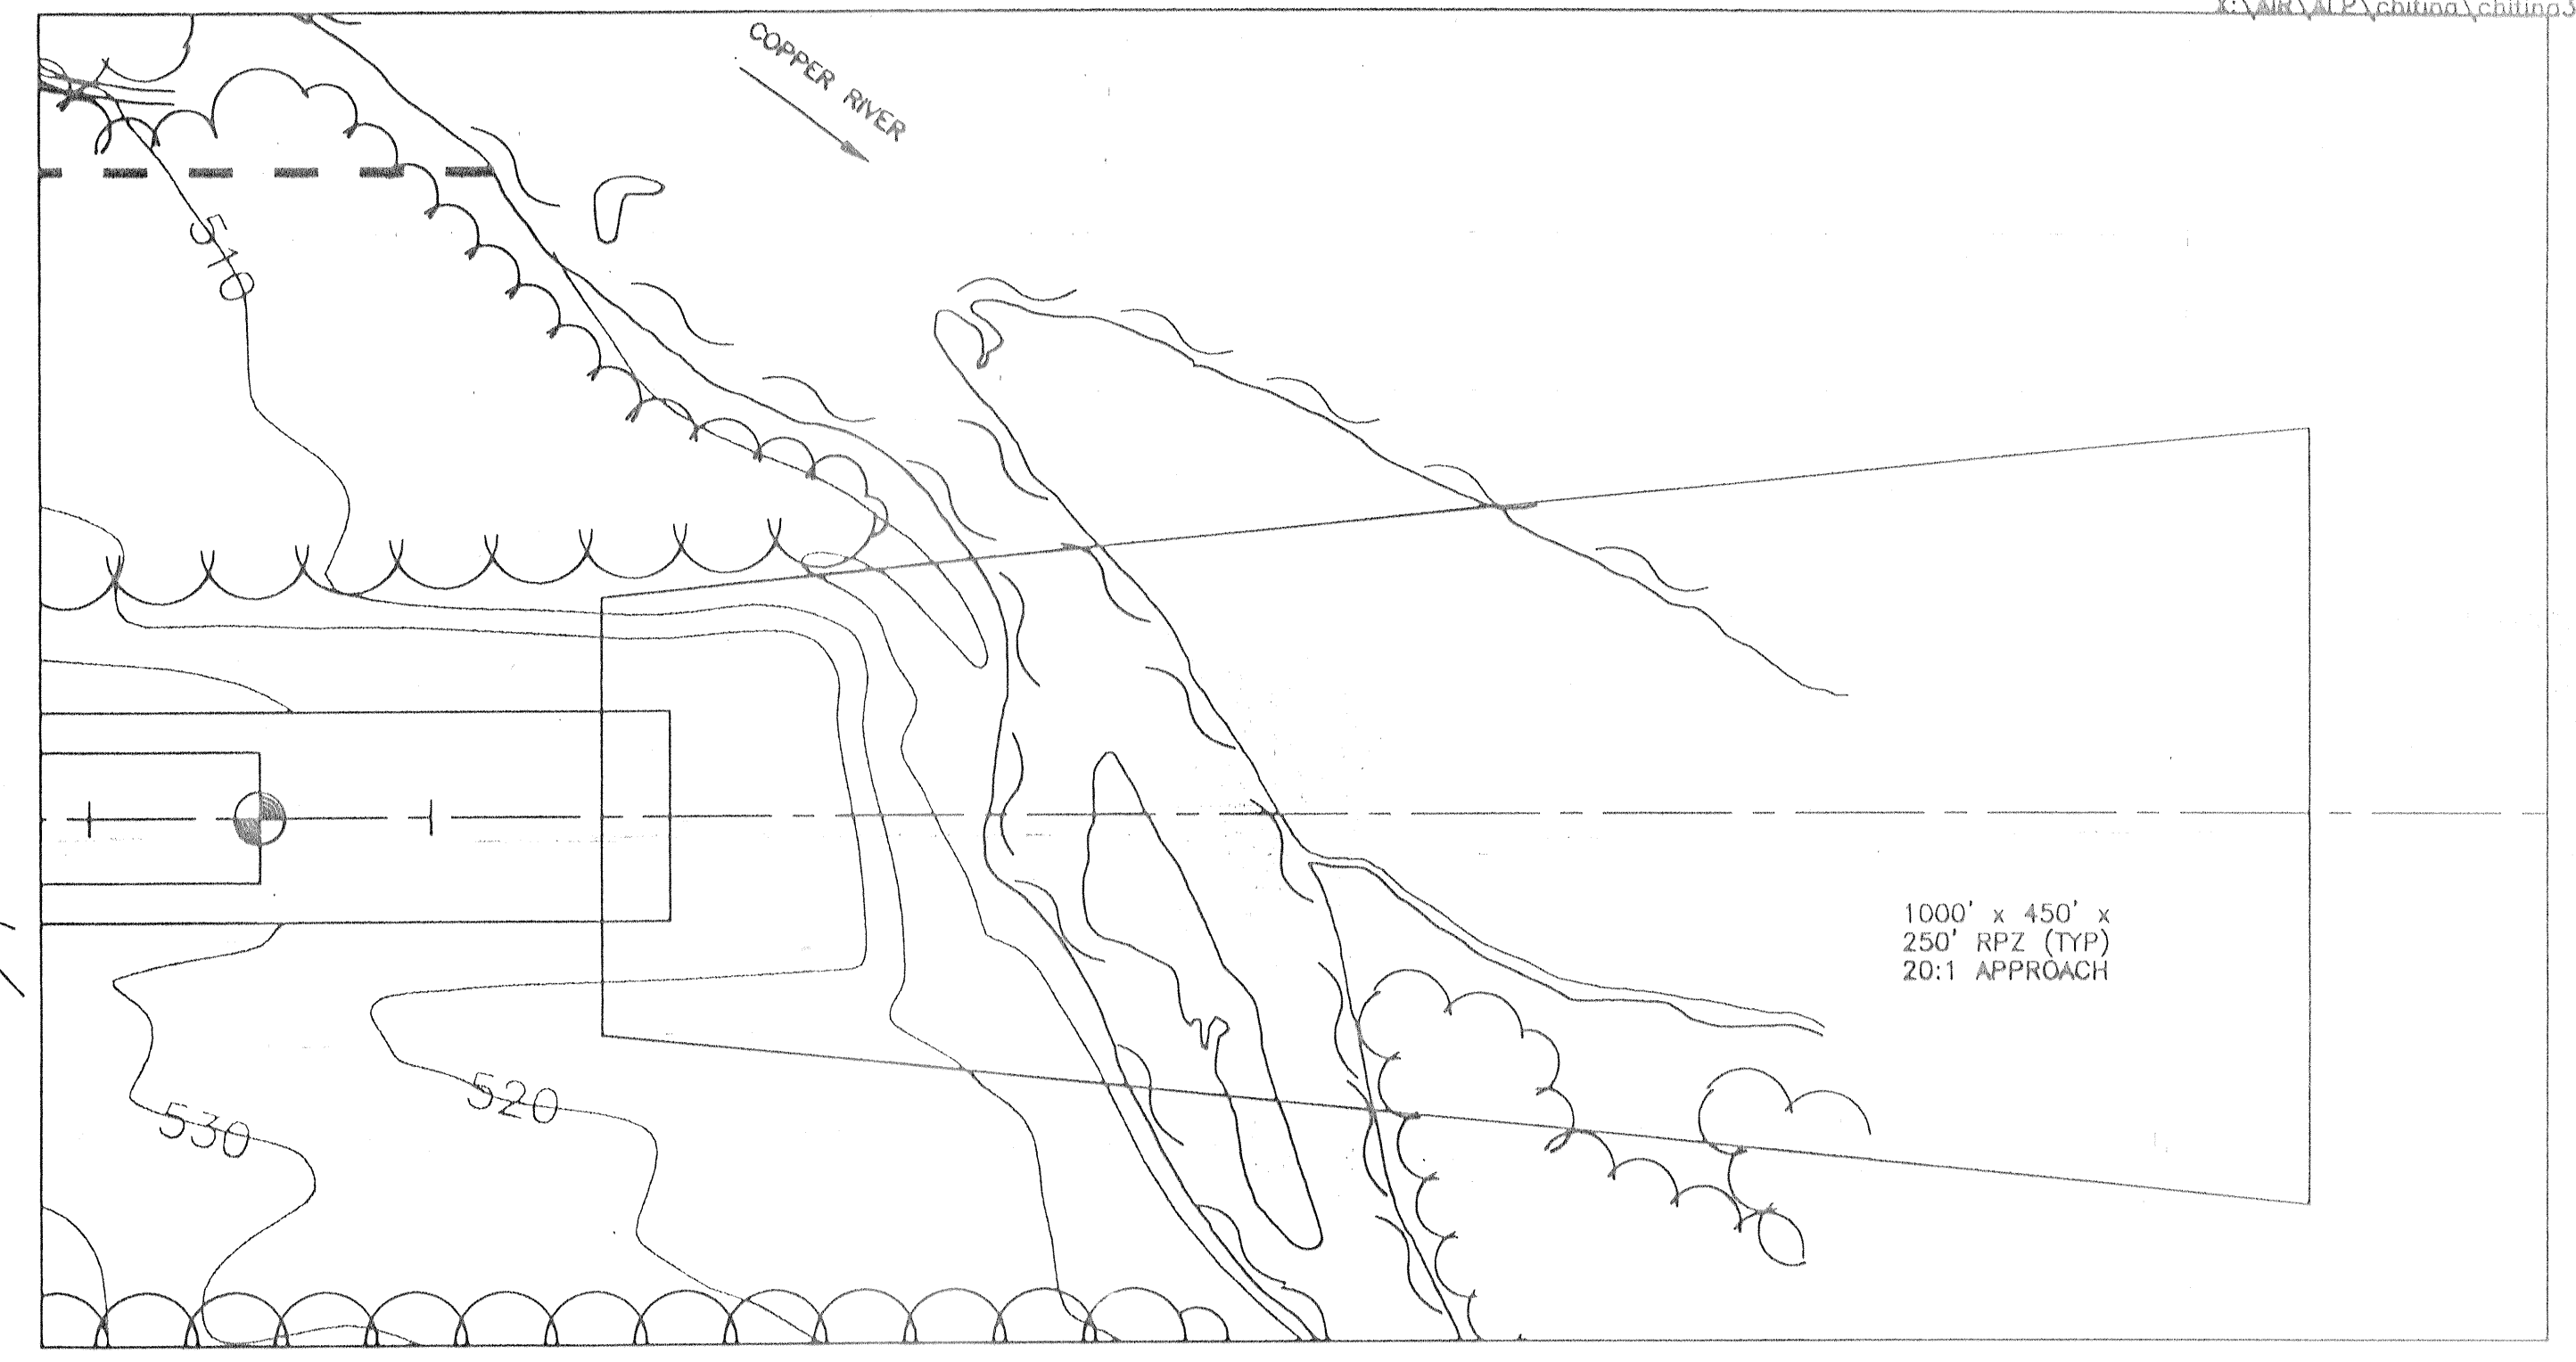 COPPER RIVER
510
1000' x 450' x
250' RPZ (TYP)
20:1 APPROACH
520
530